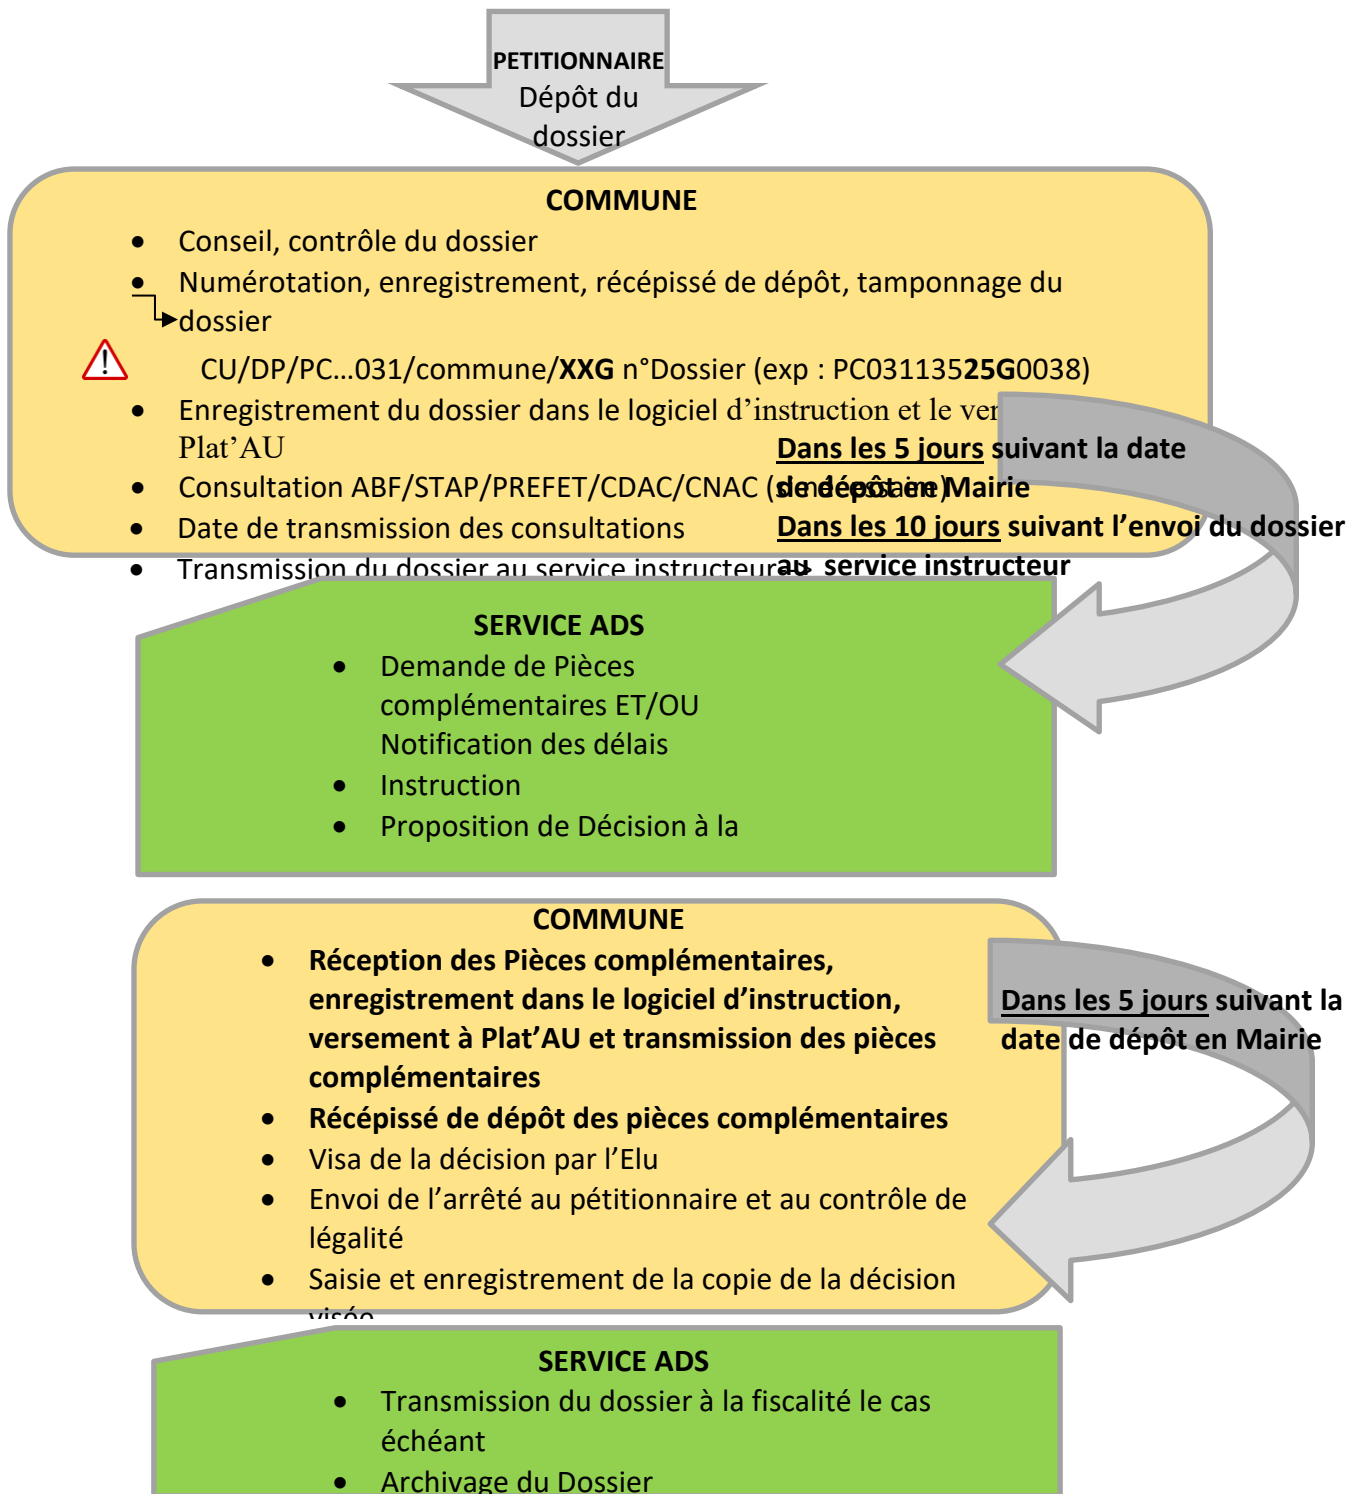 PETITIONNAIRE
Dépôt du
dossier
COMMUNE
• Conseil, contrôle du dossier
• Numérotation, enregistrement, récépissé de dépôt, tamponnage du
dossier
CU/DP/PC…031/commune/XXG n°Dossier (exp : PC03113525G0038)
• Enregistrement du dossier dans le logiciel d’instruction et le
Plat’AU
• Consultation ABF/STAP/PREFET/CDAC/CNAC
• Date de transmission des consultations
• Transmission du dossier au service instructeur
Dans les 5 jours suivant la date
de dépôt en Mairie
Dans les 10 jours suivant l’envoi du dossier
au service instructeur
SERVICE ADS
• Demande de Pièces
complémentaires ET/OU
Notification des délais
• Instruction
• Proposition de Décision à la
COMMUNE
• Réception des Pièces complémentaires,
enregistrement dans le logiciel d’instruction,
versement à Plat’AU et transmission des pièces
complémentaires
• Récépissé de dépôt des pièces complémentaires
• Visa de la décision par l’Elu
• Envoi de l’arrêté au pétitionnaire et au contrôle de
légalité
• Saisie et enregistrement de la copie de la décision
visée
Dans les 5 jours suivant la
date de dépôt en Mairie
SERVICE ADS
• Transmission du dossier à la fiscalité le cas
échéant
• Archivage du Dossier